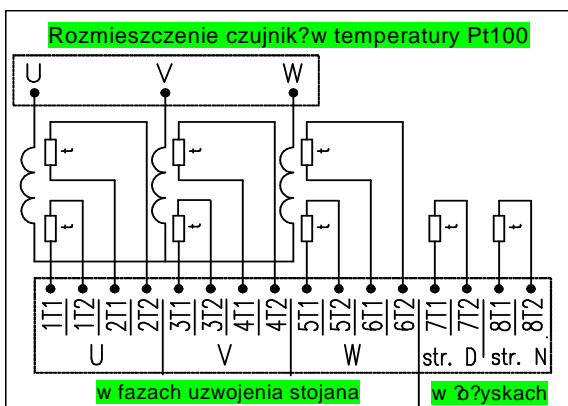 Rozmieszczenie czujnik?w temperatury Pt100
U V W
t t t
t t t t t
1T1 1T2 2T1 2T2 3T1 3T2 4T1 4T2 5T1 5T2 6T1 6T2 7T1 7T2 8T1 8T2
U V W str. D str. N
w fazach uzwojenia stojana w ?o?yskach